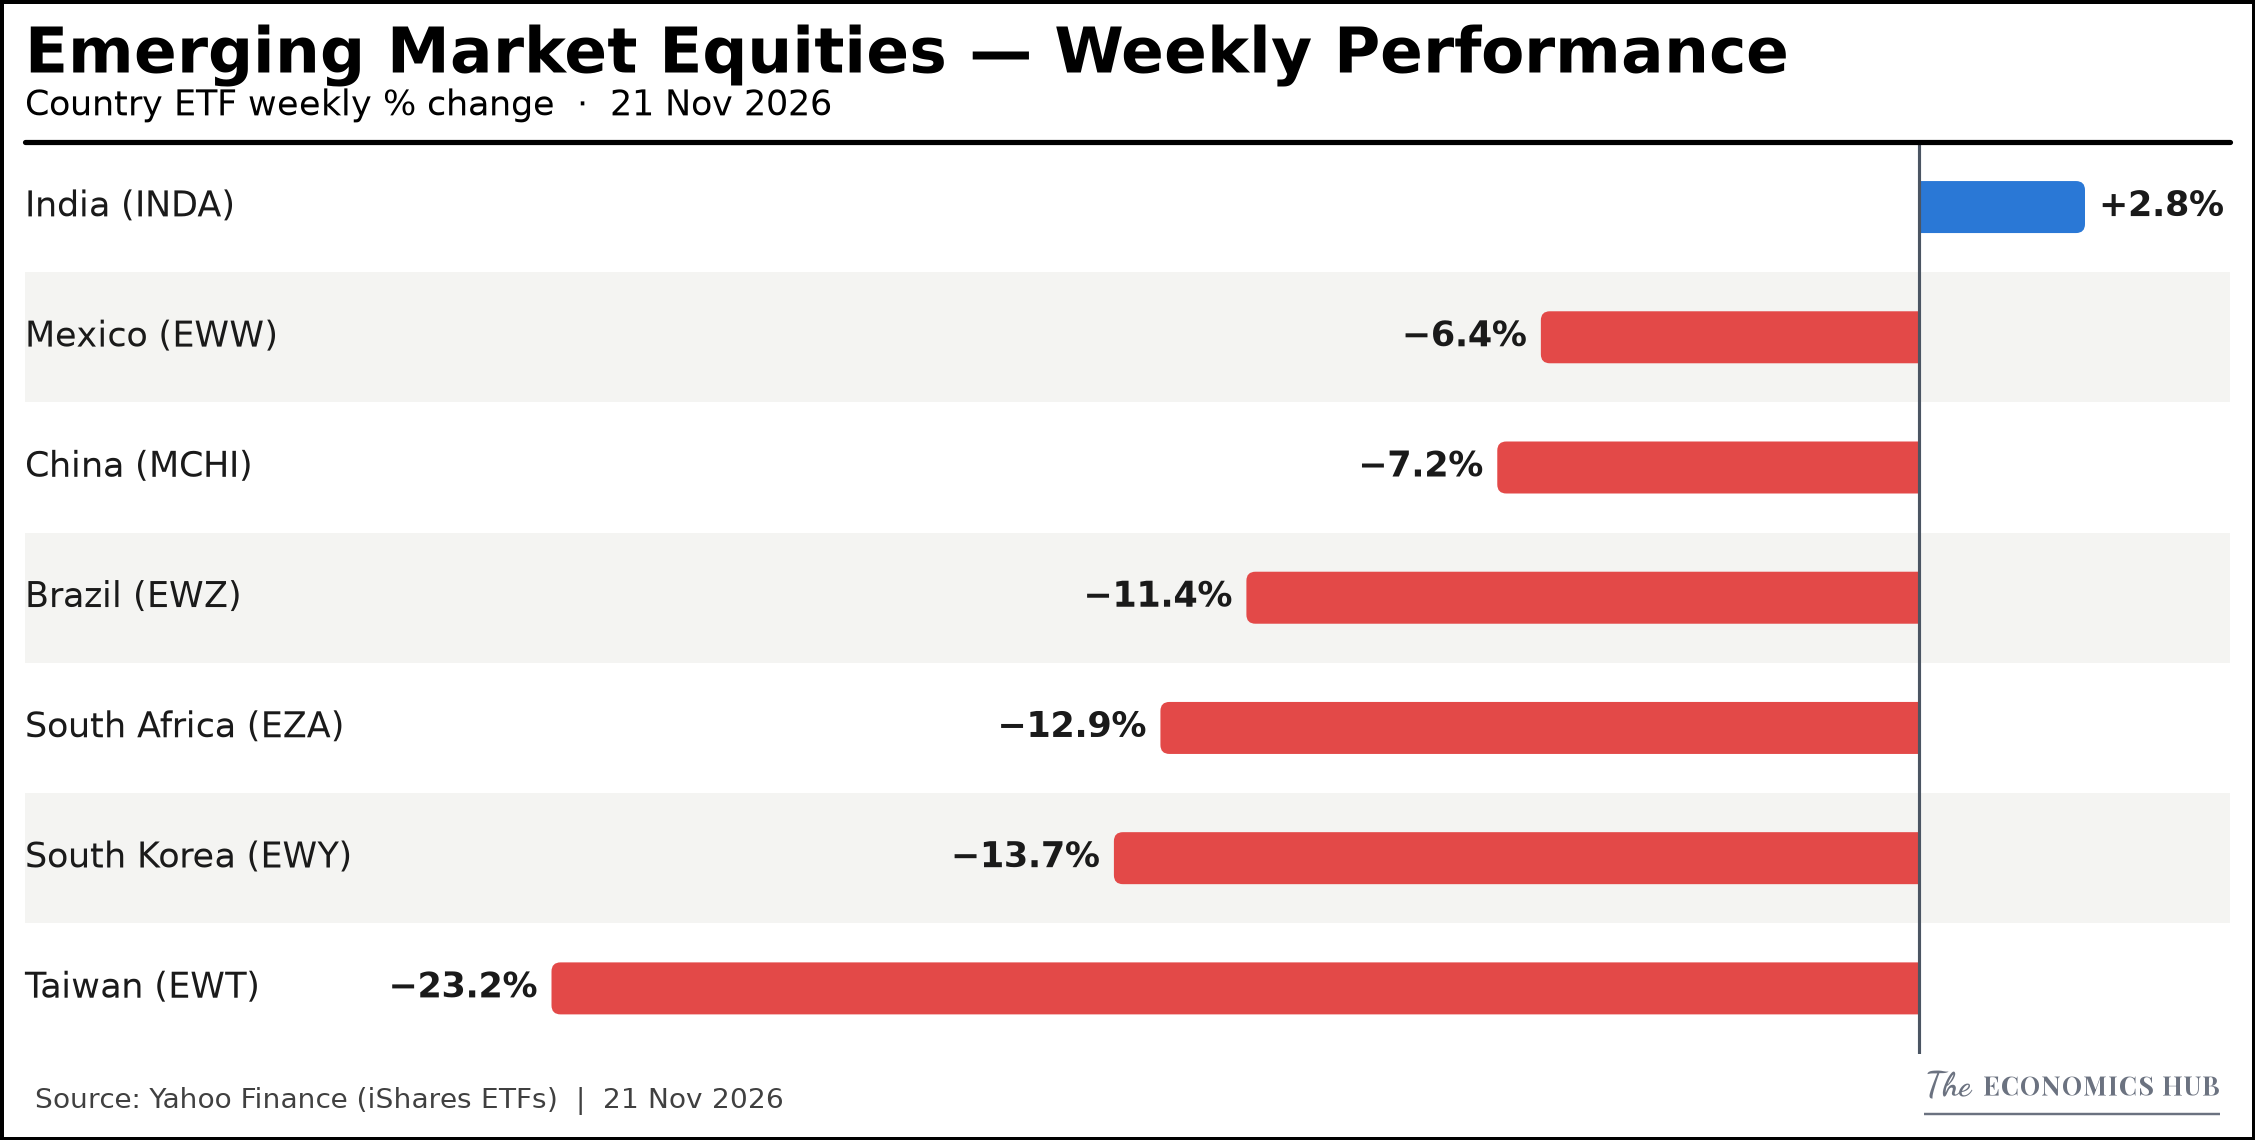 Emerging Market Equities — Weekly Performance
Country ETF weekly % change · 21 Nov 2026
India (INDA) +2.8%
Mexico (EWW) −6.4%
China (MCHI) −7.2%
Brazil (EWZ) −11.4%
South Africa (EZA) −12.9%
South Korea (EWY) −13.7%
Taiwan (EWT) −23.2%
Source: Yahoo Finance (iShares ETFs) | 21 Nov 2026
The ECONOMICS HUB